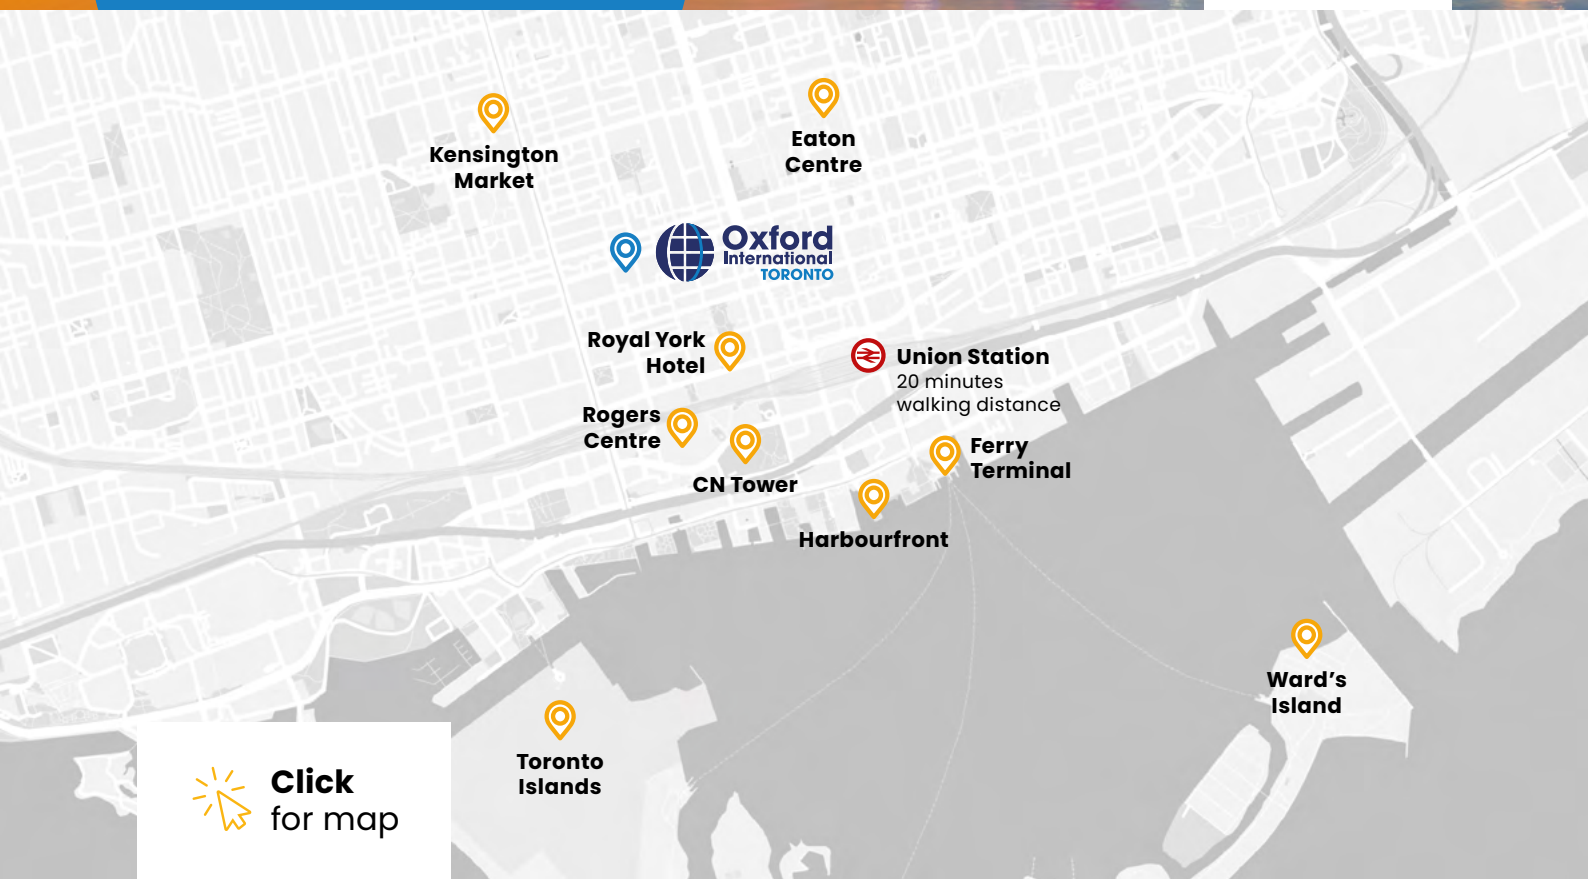 Kensington
Market
Eaton
Centre
Oxford
International
TORONTO
Royal York
Hotel
Union Station
20 minutes
walking distance
Rogers
Centre
CN Tower
Ferry
Terminal
Harbourfront
Ward’s
Island
Toronto
Islands
Click
for map